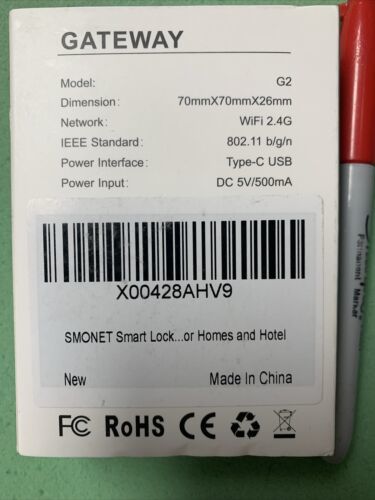 GATEWAY
Model: G2
Dimension: 70mmX70mmX26mm
Network: WiFi 2.4G
IEEE Standard: 802.11 b/g/n
Power Interface: Type-C USB
Power Input: DC 5V/500mA
X00428AHV9
SMONET Smart Lock...or Homes and Hotel
New Made In China
FC RoHS CE
Permanent Marker